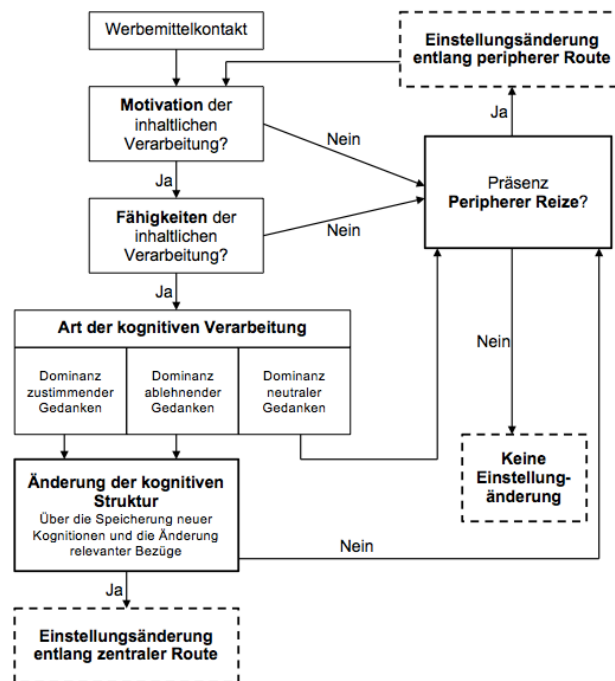 Werbemittelkontakt
Einstellungsänderung
entlang peripherer Route
Motivation der
inhaltlichen
Verarbeitung?
Nein
Ja
Ja
Präsenz
Peripherer Reize?
Fähigkeiten der
inhaltlichen
Verarbeitung?
Nein
Ja
Art der kognitiven Verarbeitung
Dominanz
zustimmender
Gedanken
Dominanz
ablehnender
Gedanken
Dominanz
neutraler
Gedanken
Nein
Keine
Einstellung-
änderung
Änderung der kognitiven
Struktur
Über die Speicherung neuer
Kognitionen und die Änderung
relevanter Bezüge
Nein
Ja
Einstellungsänderung
entlang zentraler Route